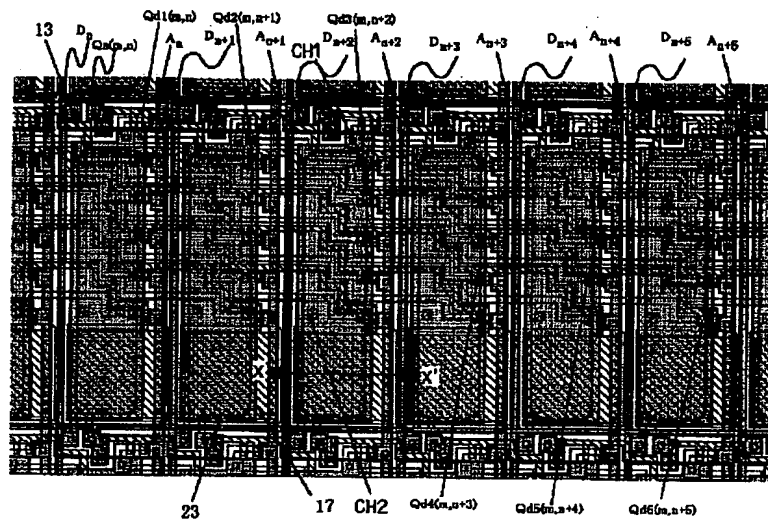 Qd1(m,n) Qd2(m,n+1) Qd3(m,n+2)
13 Dn Qs(m,n) An Dn+1 An+1 CH1 Dn+2 An+2 Dn+3 An+3 Dn+4 An+4 Dn+5 An+5
X X'
23 17 CH2 Qd4(m,n+3) Qd5(m,n+4) Qd6(m,n+5)